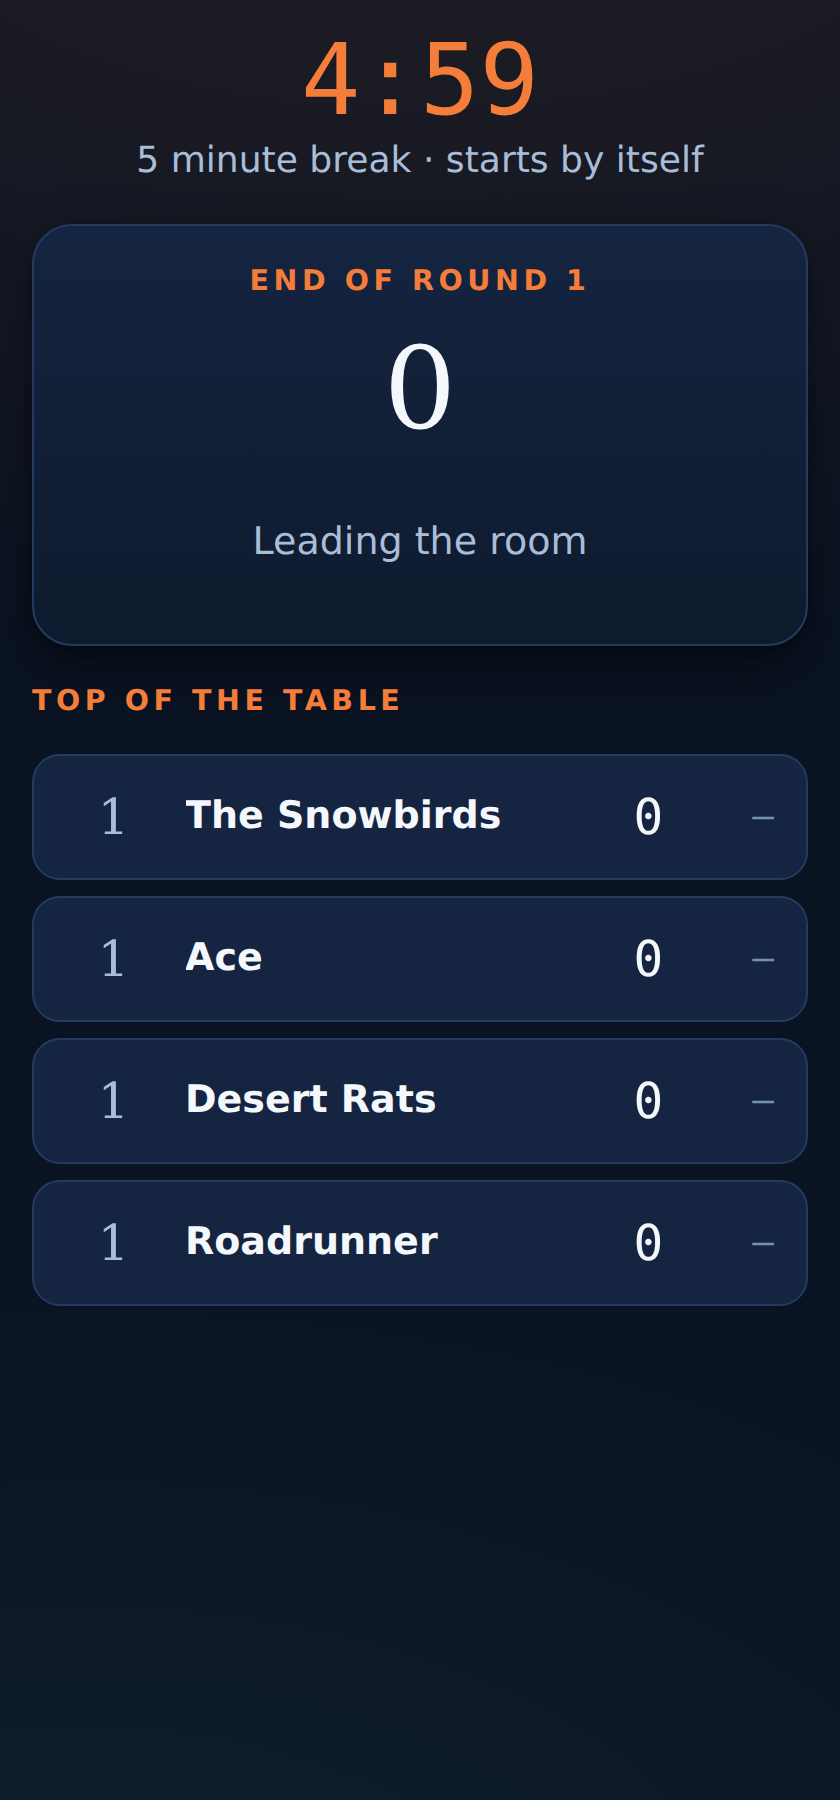 4:59
5 minute break · starts by itself
END OF ROUND 1
0
Leading the room
TOP OF THE TABLE
1 The Snowbirds 0 –
1 Ace 0 –
1 Desert Rats 0 –
1 Roadrunner 0 –